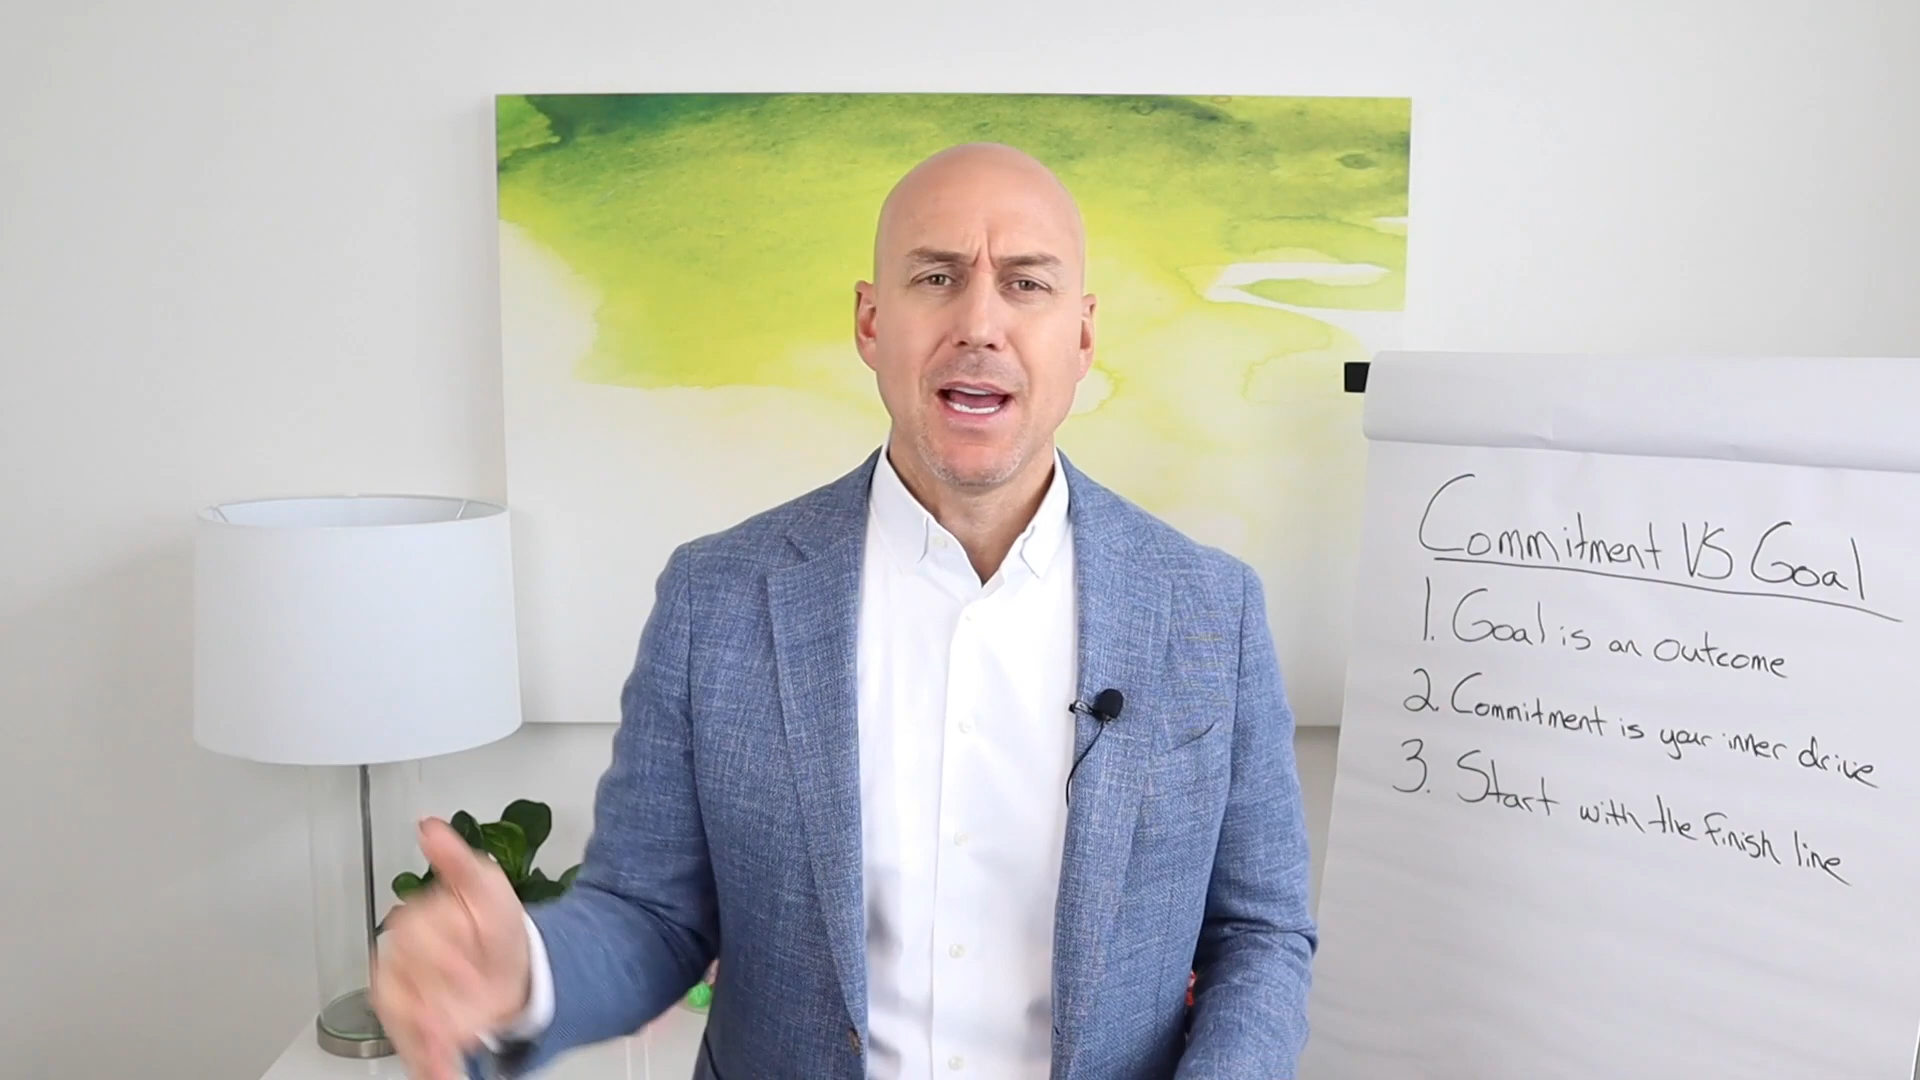 Commitment VS Goal
1. Goal is an outcome
2. Commitment is your inner drive
3. Start with the finish line